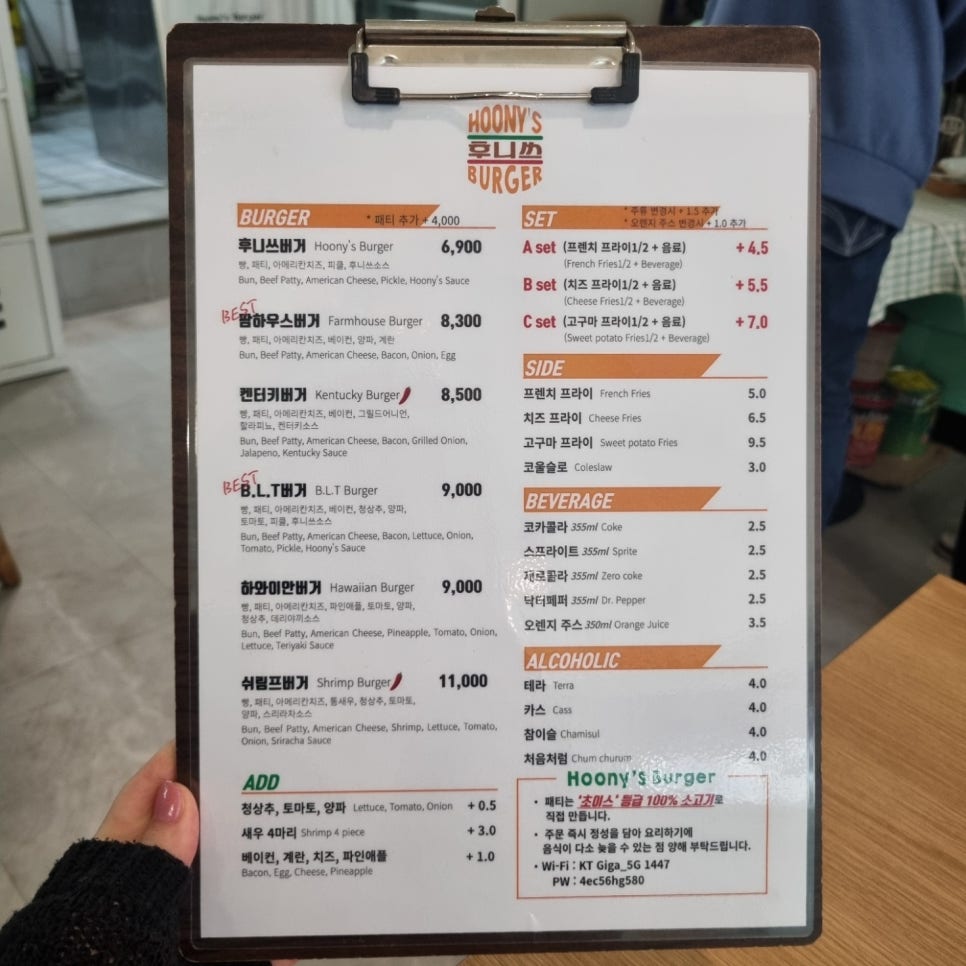 HOONY'S
후니쓰
BURGER
BURGER * 패티 추가 + 4,000
후니쓰버거 Hoony's Burger 6,900
빵, 패티, 아메리칸치즈, 피클, 후니쓰소스
Bun, Beef Patty, American Cheese, Pickle, Hoony's Sauce
BEST
팜하우스버거 Farmhouse Burger 8,300
빵, 패티, 아메리칸치즈, 베이컨, 양파, 계란
Bun, Beef Patty, American Cheese, Bacon, Onion, Egg
켄터키버거 Kentucky Burger 8,500
빵, 패티, 아메리칸치즈, 베이컨, 그릴드어니언,
할라피뇨, 켄터키소스
Bun, Beef Patty, American Cheese, Bacon, Grilled Onion,
Jalapeno, Kentucky Sauce
BEST
B.L.T버거 B.L.T Burger 9,000
빵, 패티, 아메리칸치즈, 베이컨, 청상추, 양파,
토마토, 피클, 후니쓰소스
Bun, Beef Patty, American Cheese, Bacon, Lettuce, Onion,
Tomato, Pickle, Hoony's Sauce
하와이안버거 Hawaiian Burger 9,000
빵, 패티, 아메리칸치즈, 파인애플, 토마토, 양파,
청상추, 데리야끼소스
Bun, Beef Patty, American Cheese, Pineapple, Tomato, Onion,
Lettuce, Teriyaki Sauce
쉬림프버거 Shrimp Burger 11,000
빵, 패티, 아메리칸치즈, 통새우, 청상추, 토마토,
양파, 스리라차소스
Bun, Beef Patty, American Cheese, Shrimp, Lettuce, Tomato,
Onion, Sriracha Sauce
ADD
청상추, 토마토, 양파 Lettuce, Tomato, Onion + 0.5
새우 4마리 Shrimp 4 piece + 3.0
베이컨, 계란, 치즈, 파인애플 + 1.0
Bacon, Egg, Cheese, Pineapple
SET * 주류 변경시 + 1.5 추가
* 오렌지 주스 변경시 + 1.0 추가
A set (프렌치 프라이1/2 + 음료) + 4.5
(French Fries1/2 + Beverage)
B set (치즈 프라이1/2 + 음료) + 5.5
(Cheese Fries1/2 + Beverage)
C set (고구마 프라이1/2 + 음료) + 7.0
(Sweet potato Fries1/2 + Beverage)
SIDE
프렌치 프라이 French Fries 5.0
치즈 프라이 Cheese Fries 6.5
고구마 프라이 Sweet potato Fries 9.5
코울슬로 Coleslaw 3.0
BEVERAGE
코카콜라 355ml Coke 2.5
스프라이트 355ml Sprite 2.5
제로콜라 355ml Zero coke 2.5
닥터페퍼 355ml Dr. Pepper 2.5
오렌지 주스 350ml Orange Juice 3.5
ALCOHOLIC
테라 Terra 4.0
카스 Cass 4.0
참이슬 Chamisul 4.0
처음처럼 Chum churum 4.0
Hoony's Burger
• 패티는 '초이스' 등급 100% 소고기로
직접 만듭니다.
• 주문 즉시 정성을 담아 요리하기에
음식이 다소 늦을 수 있는 점 양해 부탁드립니다.
• Wi-Fi : KT Giga_5G 1447
PW : 4ec56hg580